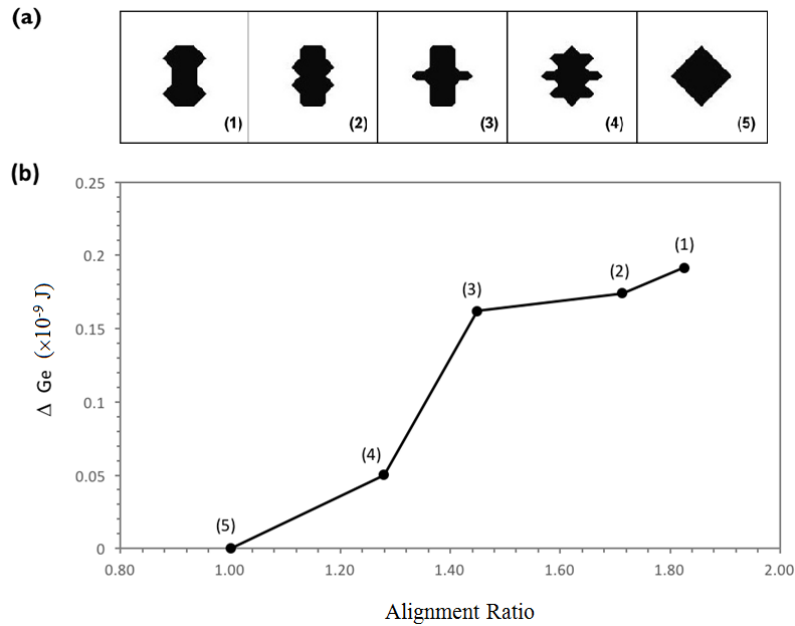 (a)
(1) (2) (3) (4) (5)
(b)
0.25
0.2
0.15
0.1
0.05
0
Δ Ge (×10⁻⁹ J)
(1)
(2)
(3)
(4)
(5)
0.80 1.00 1.20 1.40 1.60 1.80 2.00
Alignment Ratio